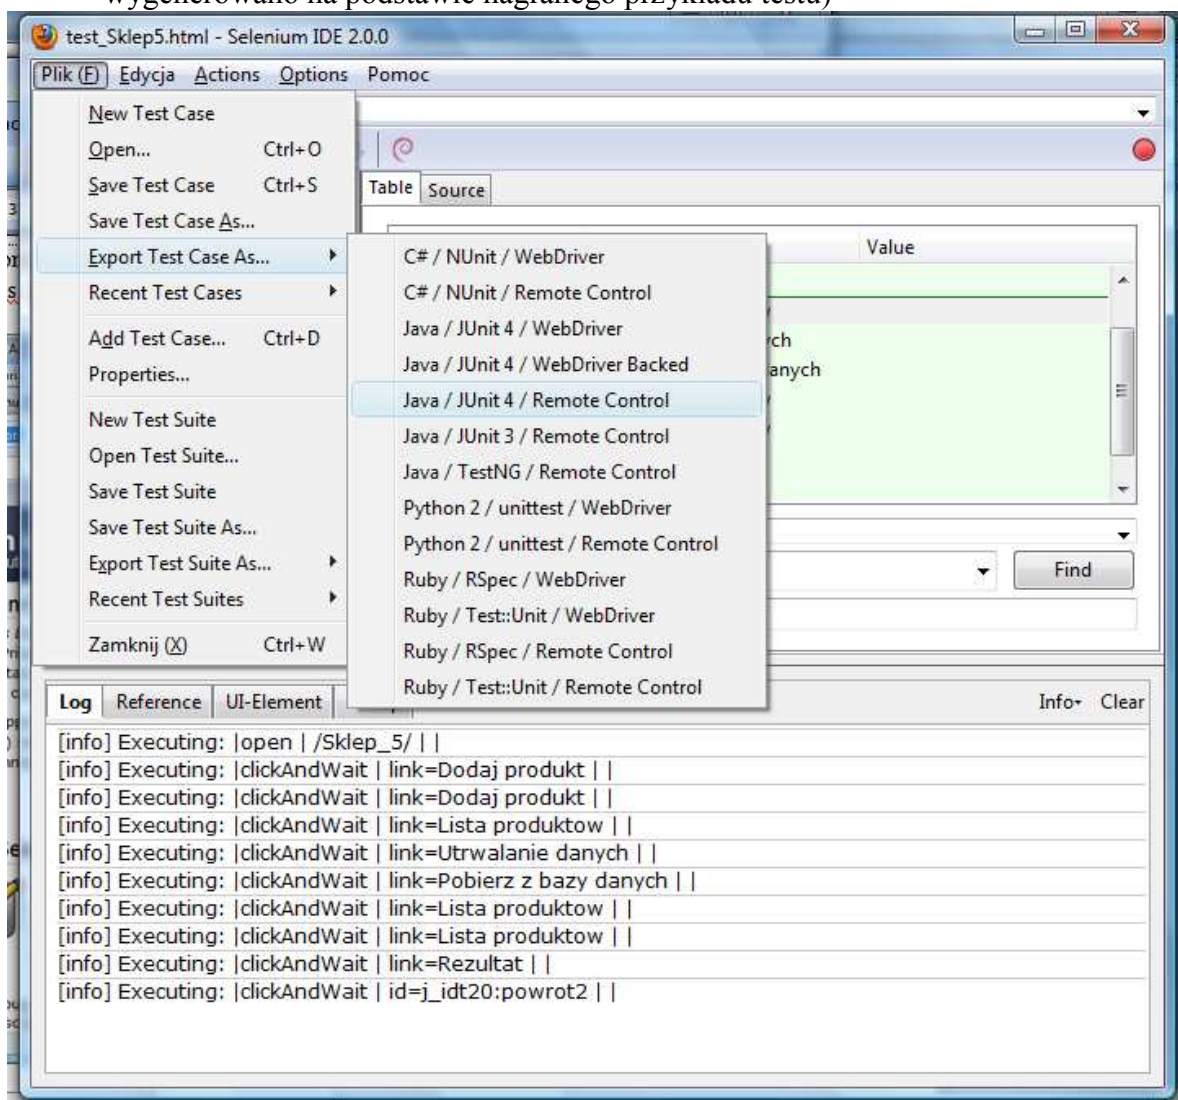 wygenerowano na podstawie nagranego przykładu testu)
test_Sklep5.html - Selenium IDE 2.0.0
Plik (F) Edycja Actions Options Pomoc
New Test Case
Open... Ctrl+O
Save Test Case Ctrl+S
Table Source
Save Test Case As...
Export Test Case As...
Recent Test Cases
Add Test Case... Ctrl+D
Properties...
New Test Suite
Open Test Suite...
Save Test Suite
Save Test Suite As...
Export Test Suite As...
Recent Test Suites
Zamknij (X) Ctrl+W
C# / NUnit / WebDriver
C# / NUnit / Remote Control
Java / JUnit 4 / WebDriver
Java / JUnit 4 / WebDriver Backed
Java / JUnit 4 / Remote Control
Java / JUnit 3 / Remote Control
Java / TestNG / Remote Control
Python 2 / unittest / WebDriver
Python 2 / unittest / Remote Control
Ruby / RSpec / WebDriver
Ruby / Test::Unit / WebDriver
Ruby / RSpec / Remote Control
Ruby / Test::Unit / Remote Control
Value
ych
anych
Find
Log Reference UI-Element
Info Clear
[info] Executing: |open | /Sklep_5/ | |
[info] Executing: |clickAndWait | link=Dodaj produkt | |
[info] Executing: |clickAndWait | link=Dodaj produkt | |
[info] Executing: |clickAndWait | link=Lista produktow | |
[info] Executing: |clickAndWait | link=Utrwalanie danych | |
[info] Executing: |clickAndWait | link=Pobierz z bazy danych | |
[info] Executing: |clickAndWait | link=Lista produktow | |
[info] Executing: |clickAndWait | link=Lista produktow | |
[info] Executing: |clickAndWait | link=Rezultat | |
[info] Executing: |clickAndWait | id=j_idt20:powrot2 | |